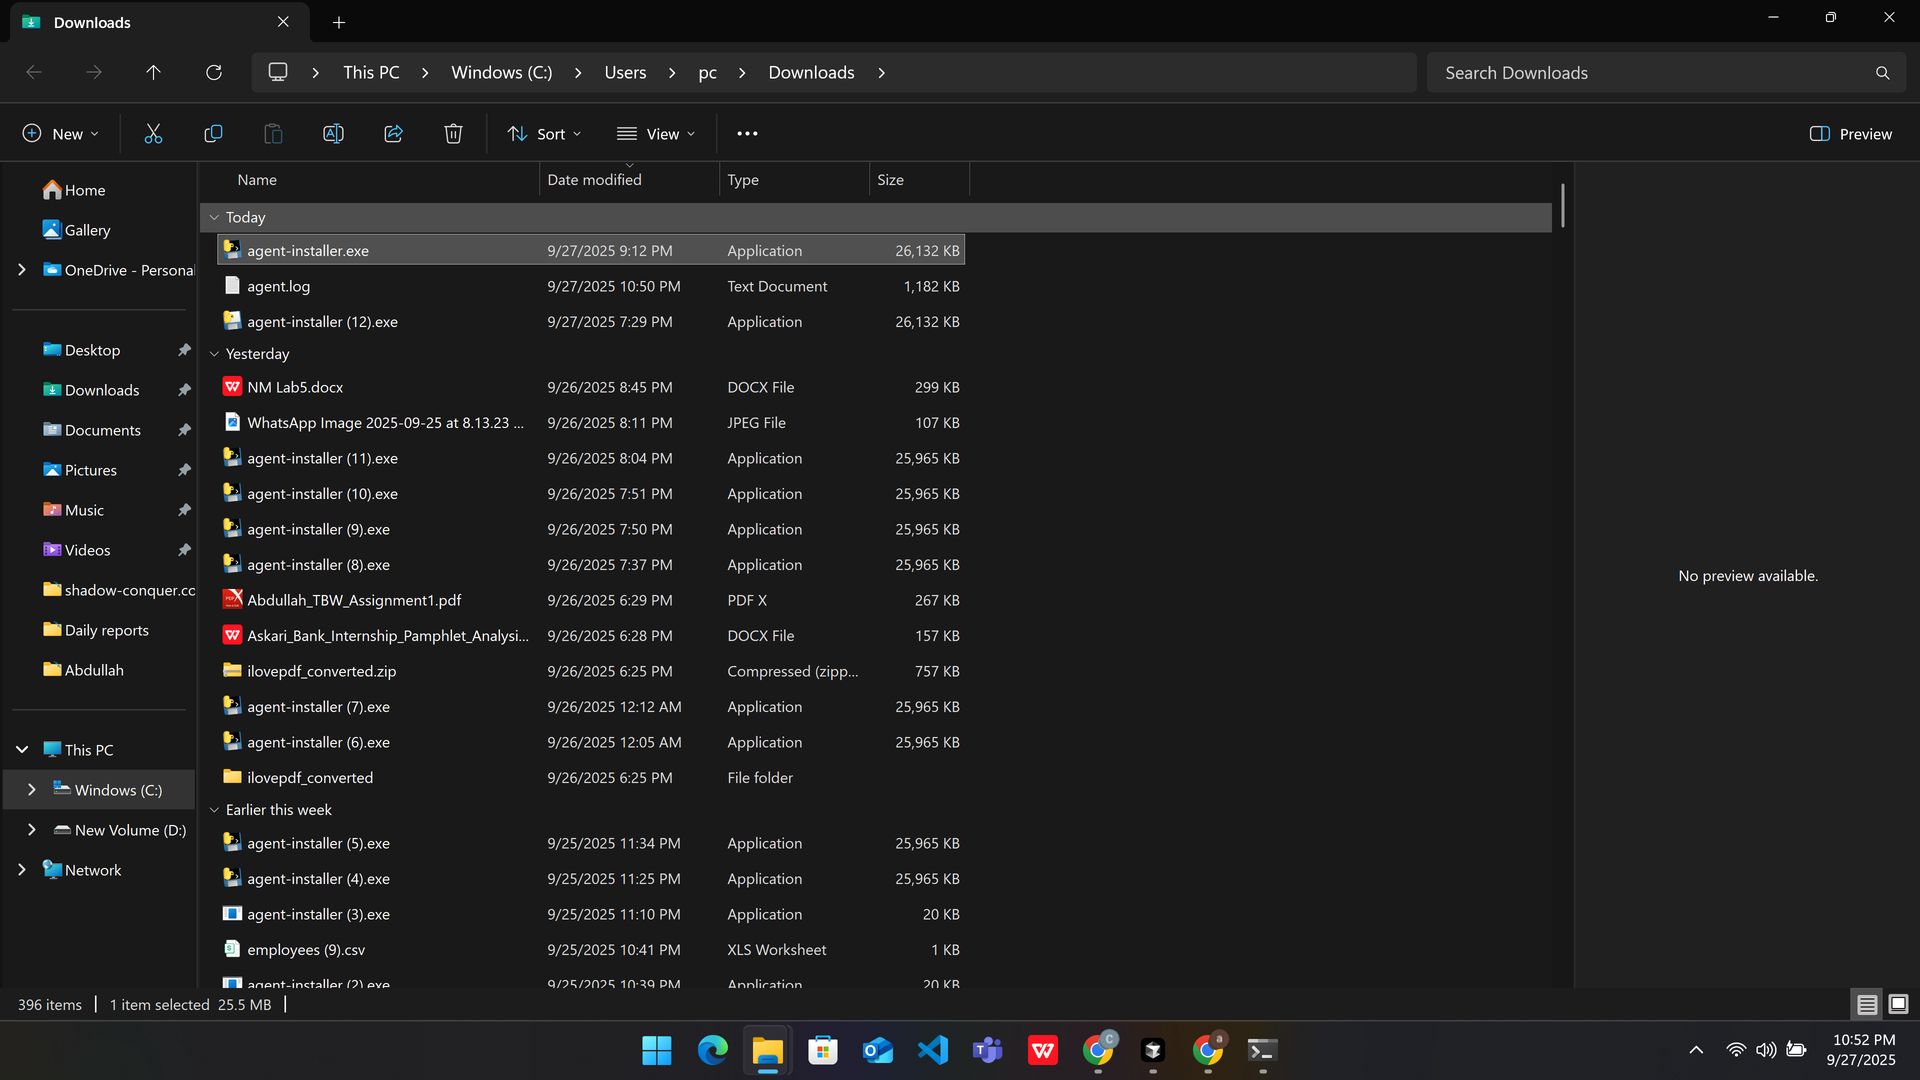 Downloads
This PC
Windows (C:)
Users
pc
Downloads
Search Downloads
New
Sort
View
Preview
Name Date modified Type Size
Home
Gallery
OneDrive - Personal
Desktop
Downloads
Documents
Pictures
Music
Videos
shadow-conquer.co
Daily reports
Abdullah
This PC
Windows (C:)
New Volume (D:)
Network
Today
agent-installer.exe 9/27/2025 9:12 PM Application 26,132 KB
agent.log 9/27/2025 10:50 PM Text Document 1,182 KB
agent-installer (12).exe 9/27/2025 7:29 PM Application 26,132 KB
Yesterday
NM Lab5.docx 9/26/2025 8:45 PM DOCX File 299 KB
WhatsApp Image 2025-09-25 at 8.13.23 ... 9/26/2025 8:11 PM JPEG File 107 KB
agent-installer (11).exe 9/26/2025 8:04 PM Application 25,965 KB
agent-installer (10).exe 9/26/2025 7:51 PM Application 25,965 KB
agent-installer (9).exe 9/26/2025 7:50 PM Application 25,965 KB
agent-installer (8).exe 9/26/2025 7:37 PM Application 25,965 KB
Abdullah_TBW_Assignment1.pdf 9/26/2025 6:29 PM PDF X 267 KB
Askari_Bank_Internship_Pamphlet_Analysi... 9/26/2025 6:28 PM DOCX File 157 KB
ilovepdf_converted.zip 9/26/2025 6:25 PM Compressed (zipp... 757 KB
agent-installer (7).exe 9/26/2025 12:12 AM Application 25,965 KB
agent-installer (6).exe 9/26/2025 12:05 AM Application 25,965 KB
ilovepdf_converted 9/26/2025 6:25 PM File folder
Earlier this week
agent-installer (5).exe 9/25/2025 11:34 PM Application 25,965 KB
agent-installer (4).exe 9/25/2025 11:25 PM Application 25,965 KB
agent-installer (3).exe 9/25/2025 11:10 PM Application 20 KB
employees (9).csv 9/25/2025 10:41 PM XLS Worksheet 1 KB
agent-installer (2).exe 9/25/2025 10:39 PM Application 20 KB
No preview available.
396 items
1 item selected 25.5 MB
10:52 PM
9/27/2025